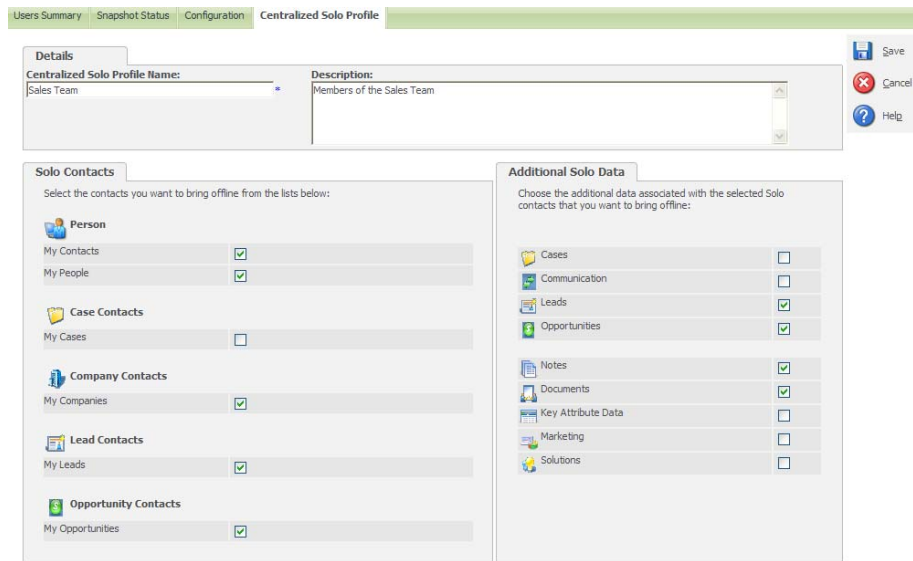 Users Summary Snapshot Status Configuration Centralized Solo Profile
Details
Centralized Solo Profile Name: Description:
Sales Team * Members of the Sales Team
Save
Cancel
Help
Solo Contacts
Select the contacts you want to bring offline from the lists below:
Person
My Contacts
My People
Case Contacts
My Cases
Company Contacts
My Companies
Lead Contacts
My Leads
Opportunity Contacts
My Opportunities
Additional Solo Data
Choose the additional data associated with the selected Solo
contacts that you want to bring offline:
Cases
Communication
Leads
Opportunities
Notes
Documents
Key Attribute Data
Marketing
Solutions